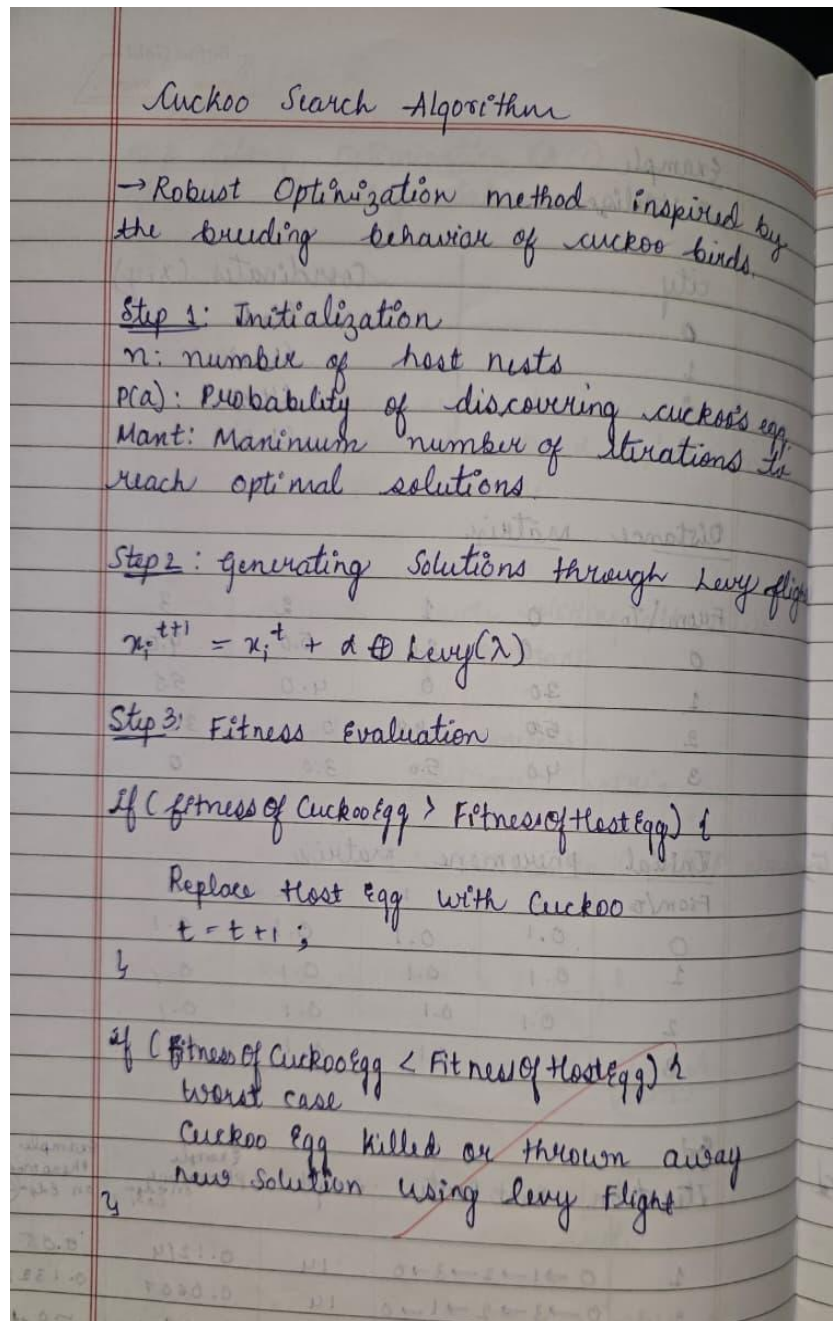 Cuckoo Search Algorithm
→ Robust Optimization method inspired by
the breeding behavior of cuckoo birds.
Step 1: Initialization
n: number of host nests
p(a): Probability of discovering cuckoo's egg
Maxt: Maximum number of iterations to
reach optimal solutions
Step 2: Generating Solutions through Levy flight
xᵢᵗ⁺¹ = xᵢᵗ + α ⊕ Levy(λ)
Step 3: Fitness Evaluation
if (fitness of Cuckoo Egg > Fitness of Host Egg) {
Replace Host Egg with Cuckoo
t = t + 1 ;
}
if (Fitness of Cuckoo egg < Fitness of Host Egg) {
Worst case
Cuckoo Egg killed or thrown away
new solution using levy Flight
}